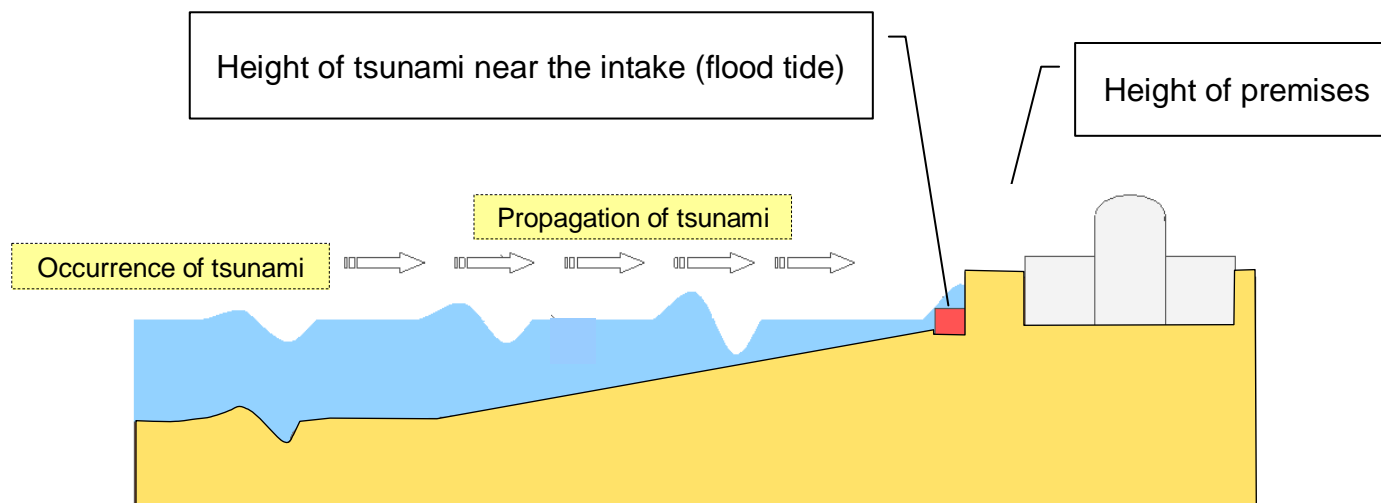 Height of tsunami near the intake (flood tide)
Height of premises
Propagation of tsunami
Occurrence of tsunami